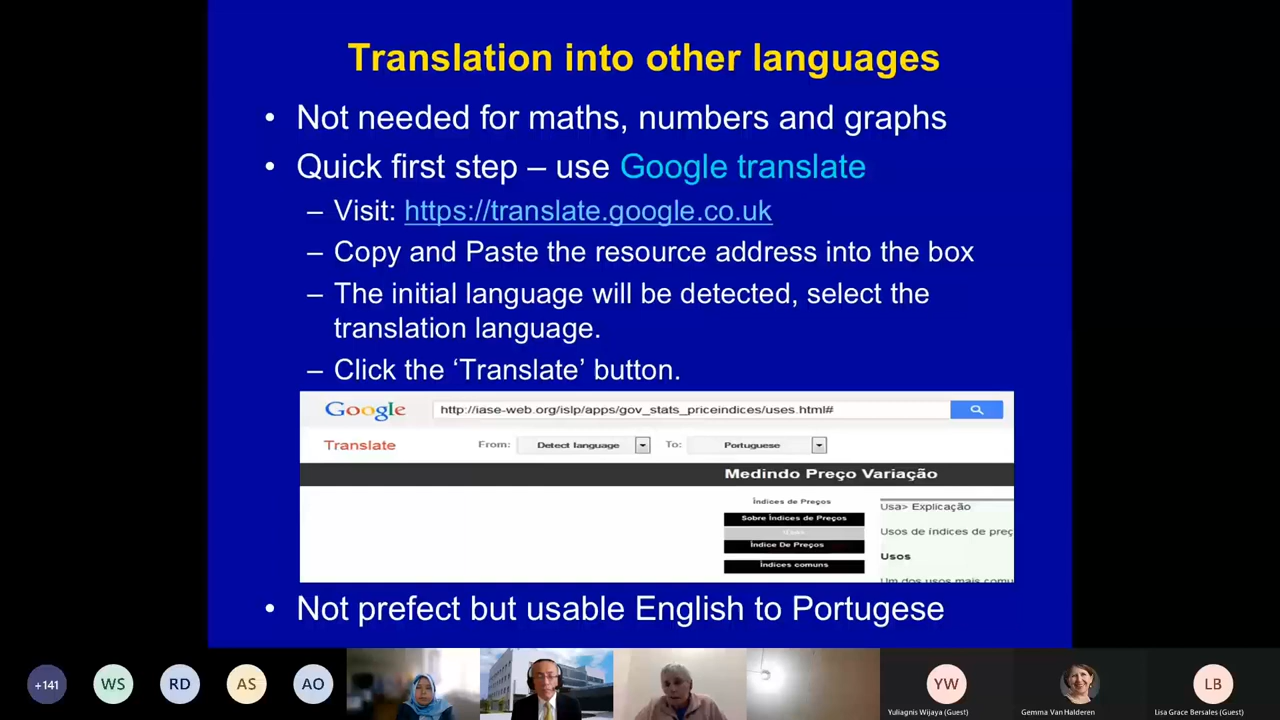 Translation into other languages
• Not needed for maths, numbers and graphs
• Quick first step – use Google translate
– Visit: https://translate.google.co.uk
– Copy and Paste the resource address into the box
– The initial language will be detected, select the
translation language.
– Click the ‘Translate’ button.
Google http://iase-web.org/islp/apps/gov_stats_priceindices/uses.html#
Translate From: Detect language To: Portuguese
Medindo Preço Variação
Índices de Preços
Sobre Índices de Preços
Índice De Preços
Índices comuns
Usa> Explicação
Usos de índices de preç
Usos
Um dos usos mais comu
• Not prefect but usable English to Portugese
+141 WS RD AS AO YW LB
Yuliagnis Wijaya (Guest) Gemma Van Halderen Lisa Grace Bersales (Guest)